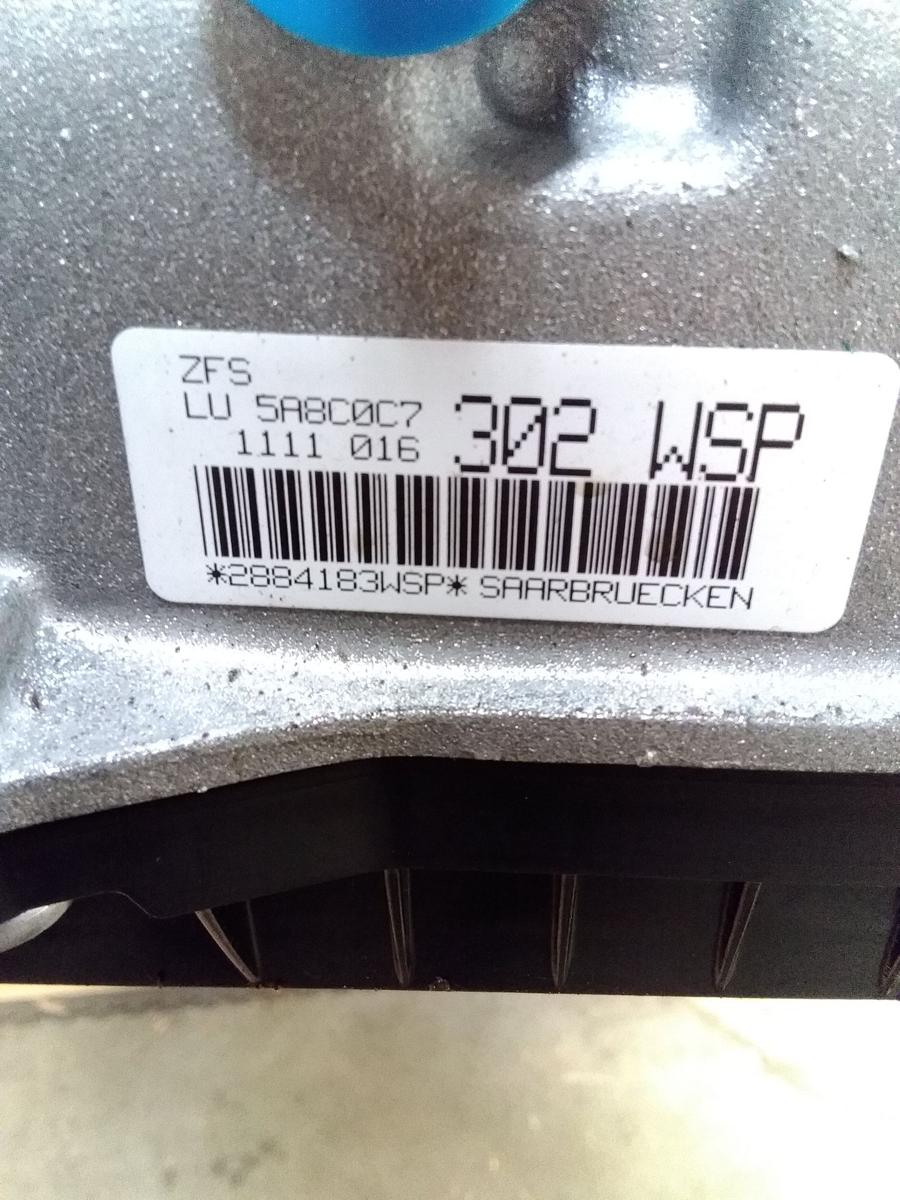 ZFS
LU 5A8C0C7
1111 016 302 WSP
*2884183WSP* SAARBRUECKEN